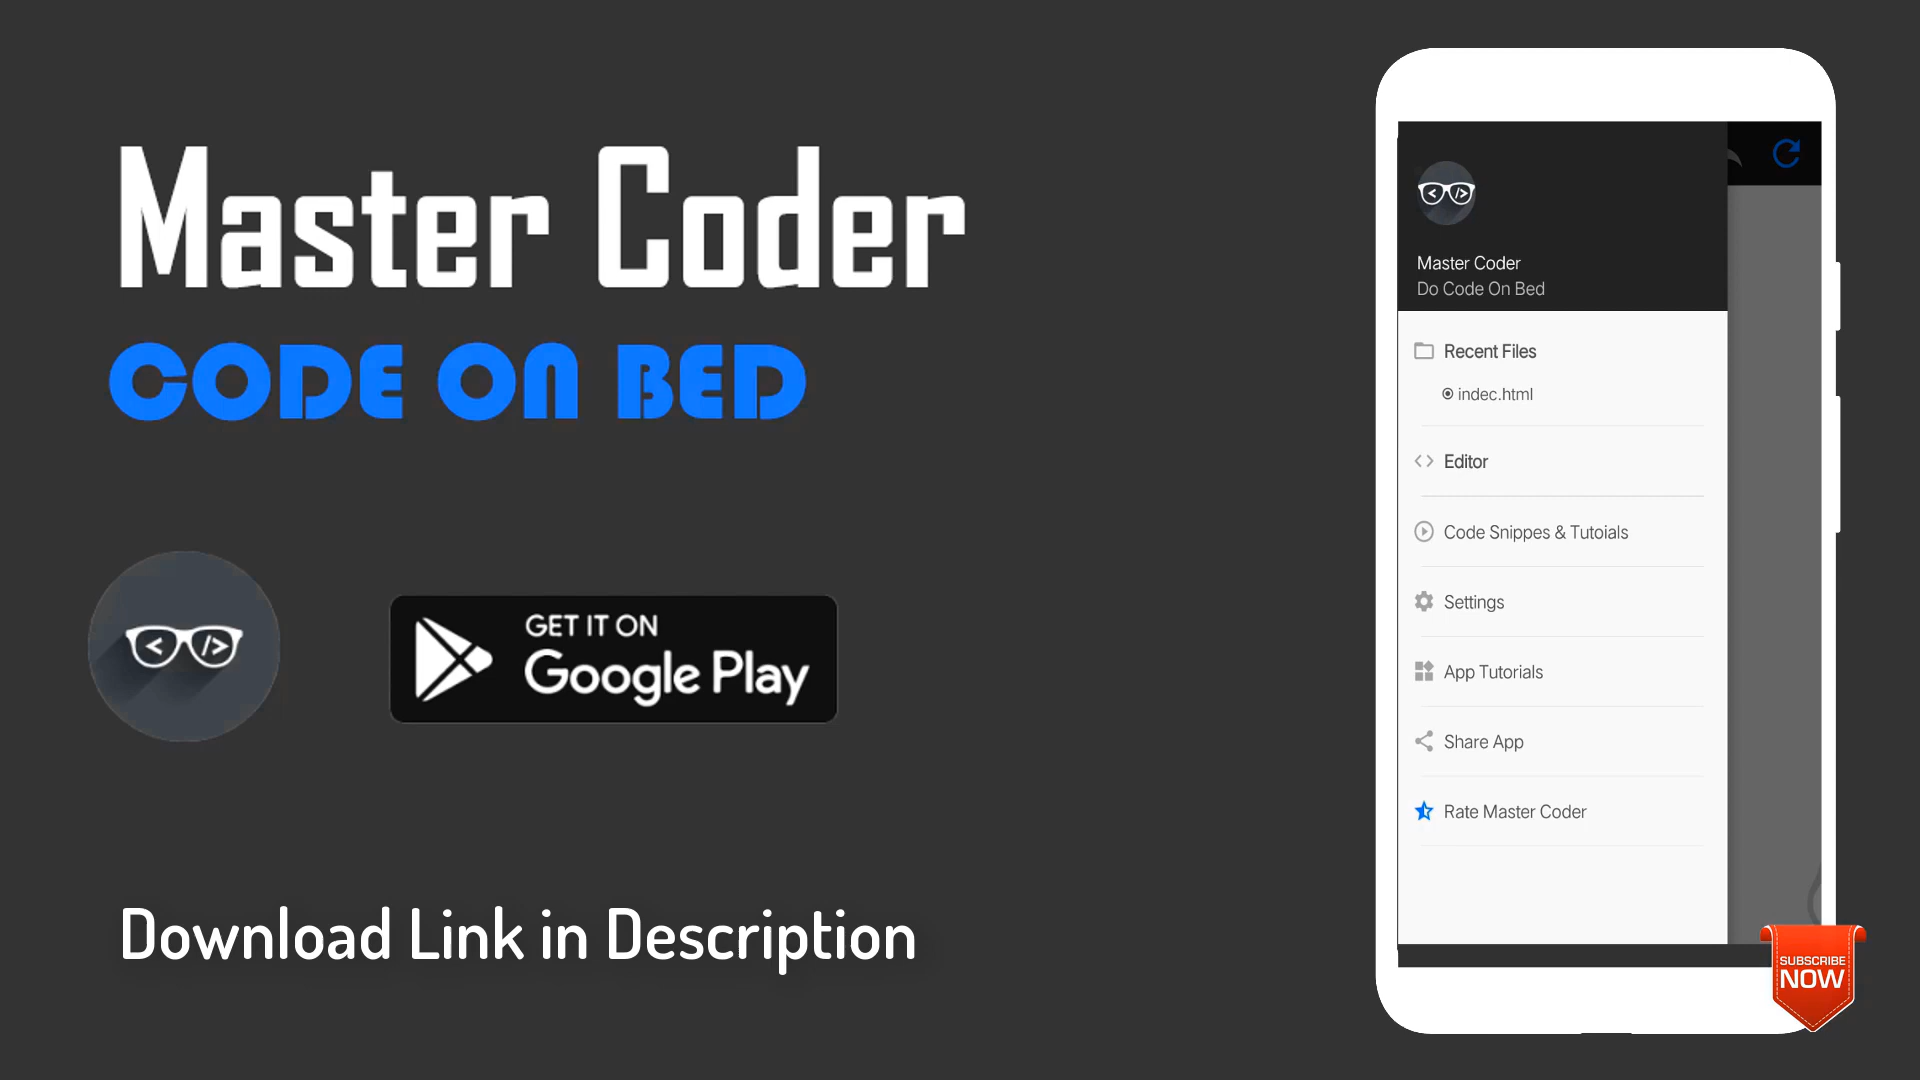 Master Coder
CODE ON BED
GET IT ON
Google Play
Download Link in Description
Master Coder
Do Code On Bed
Recent Files
indec.html
Editor
Code Snippes & Tutoials
Settings
App Tutorials
Share App
Rate Master Coder
SUBSCRIBE
NOW